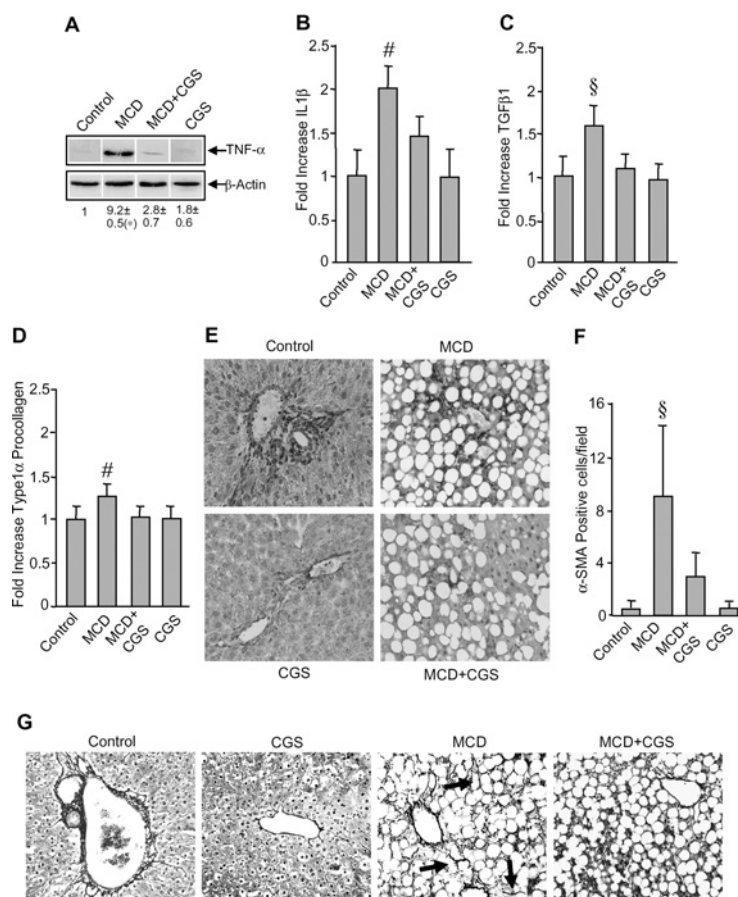 A
Control
MCD
MCD+CGS
CGS
TNF-α
β-Actin
1
9.2±
0.5(*)
2.8±
0.7
1.8±
0.6
B
Fold Increase IL1β
2.5
2
1.5
1
0.5
0
#
Control
MCD
MCD+
CGS
CGS
C
Fold Increase TGFβ1
2.5
2
1.5
1
0.5
0
§
Control
MCD
MCD+
CGS
CGS
D
Fold Increase Type1α Procollagen
2.5
2
1.5
1
0.5
0
#
Control
MCD
MCD+
CGS
CGS
E
Control
MCD
CGS
MCD+CGS
F
α-SMA Positive cells/field
16
12
8
4
0
§
Control
MCD
MCD+
CGS
CGS
G
Control
CGS
MCD
MCD+CGS